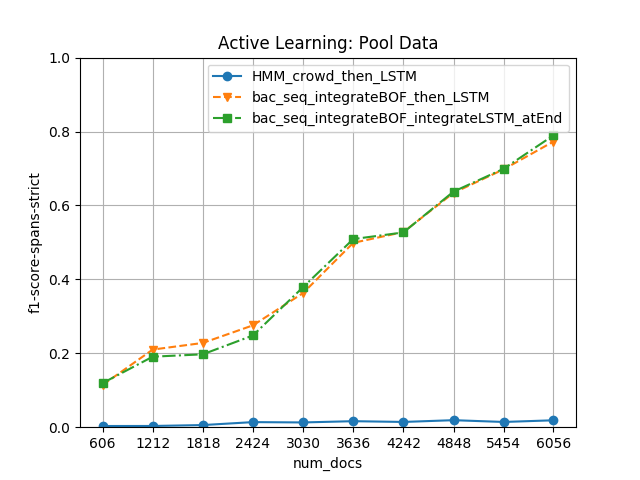 Active Learning: Pool Data
HMM_crowd_then_LSTM
bac_seq_integrateBOF_then_LSTM
bac_seq_integrateBOF_integrateLSTM_atEnd
f1-score-spans-strict
1.0
0.8
0.6
0.4
0.2
0.0
606 1212 1818 2424 3030 3636 4242 4848 5454 6056
num_docs